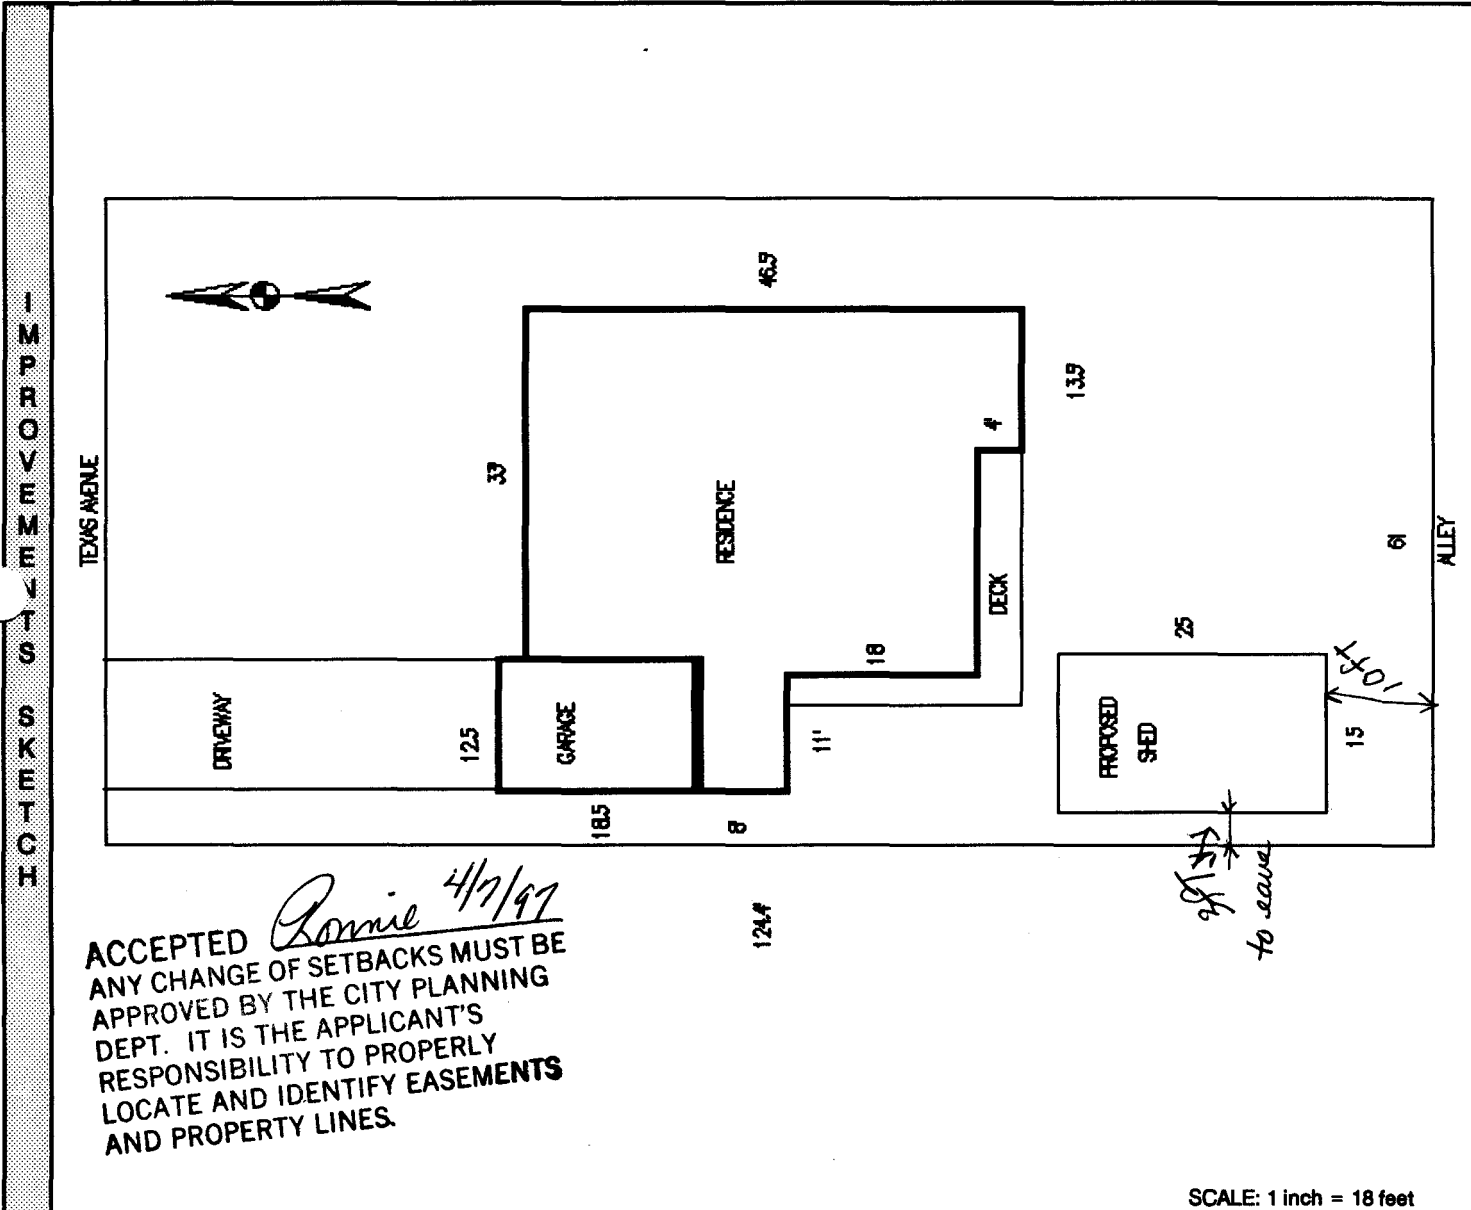 IMPROVEMENTS SKETCH
TEXAS AVENUE
46.9
33'
13.9
4'
RESIDENCE
DECK
61
ALLEY
DRIVEWAY
12.5
GARAGE
18
11'
25
PROPOSED
SHED
10 ft
15
18.5
8'
to eave
124.4'
ACCEPTED Ronnie 4/7/97
ANY CHANGE OF SETBACKS MUST BE
APPROVED BY THE CITY PLANNING
DEPT. IT IS THE APPLICANT'S
RESPONSIBILITY TO PROPERLY
LOCATE AND IDENTIFY EASEMENTS
AND PROPERTY LINES.
SCALE: 1 inch = 18 feet